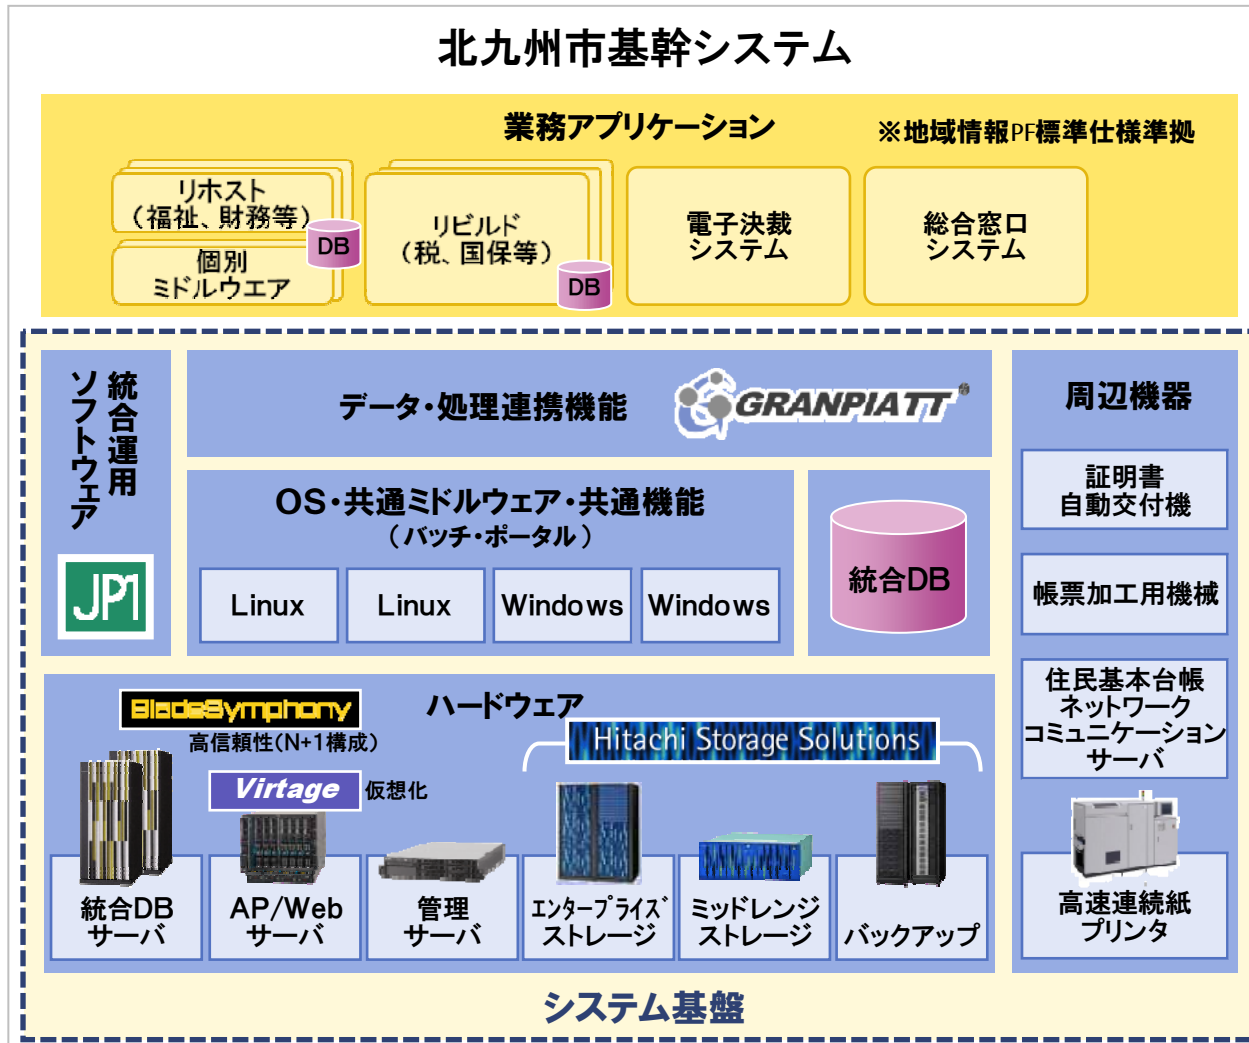 北九州市基幹システム
業務アプリケーション
※地域情報PF標準仕様準拠
リホスト
（福祉、財務等）
DB
個別
ミドルウエア
リビルド
（税、国保等）
DB
電子決裁
システム
総合窓口
システム
統合運用
ソフトウェア
JP1
データ・処理連携機能
GRANPIATT®
OS・共通ミドルウェア・共通機能
（バッチ・ポータル）
Linux
Linux
Windows
Windows
統合DB
周辺機器
証明書
自動交付機
帳票加工用機械
住民基本台帳
ネットワーク
コミュニケーション
サーバ
高速連続紙
プリンタ
ハードウェア
BladeSymphony
高信頼性(N+1構成)
Virtage 仮想化
Hitachi Storage Solutions
統合DB
サーバ
AP/Web
サーバ
管理
サーバ
エンタープライズ
ストレージ
ミッドレンジ
ストレージ
バックアップ
システム基盤